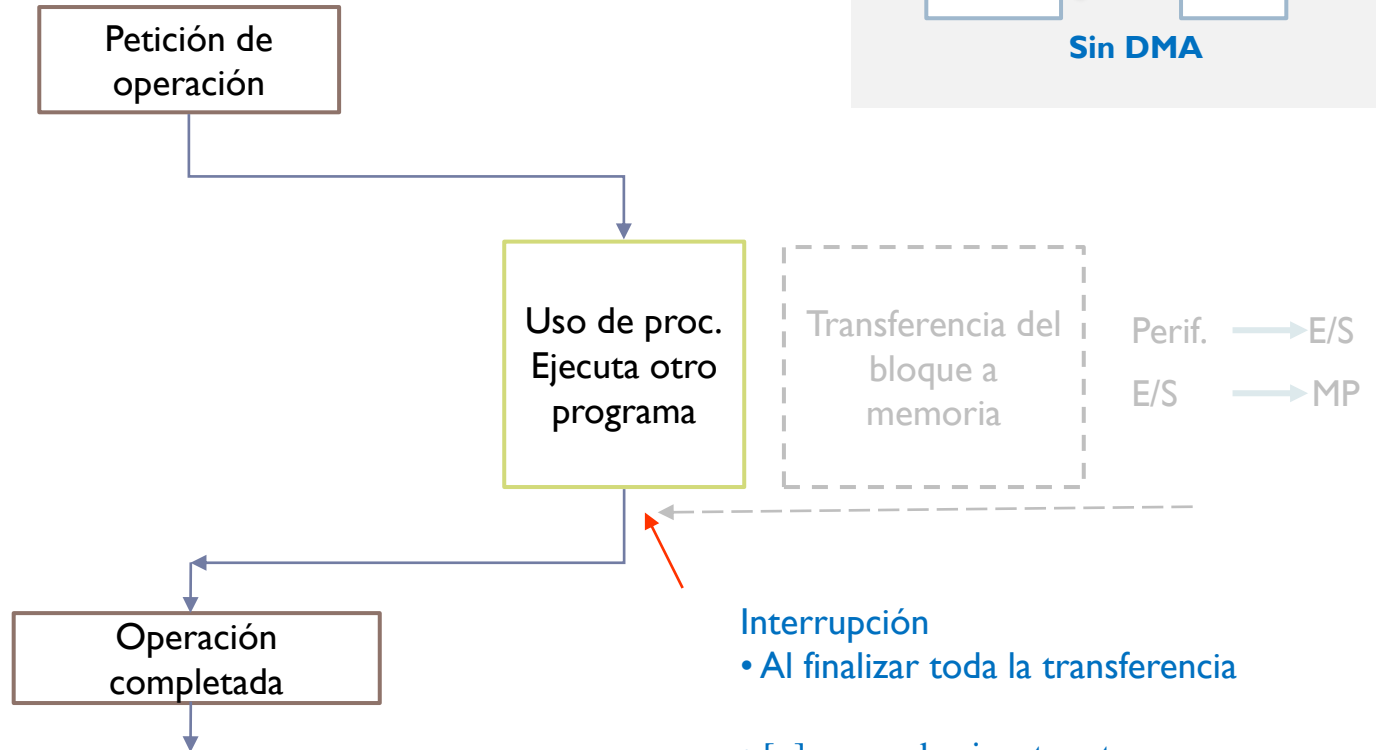 Petición de
operación
Sin DMA
Uso de proc.
Ejecuta otro
programa
Transferencia del
bloque a
memoria
Perif.
E/S
E/S
MP
Operación
completada
Interrupción
• Al finalizar toda la transferencia